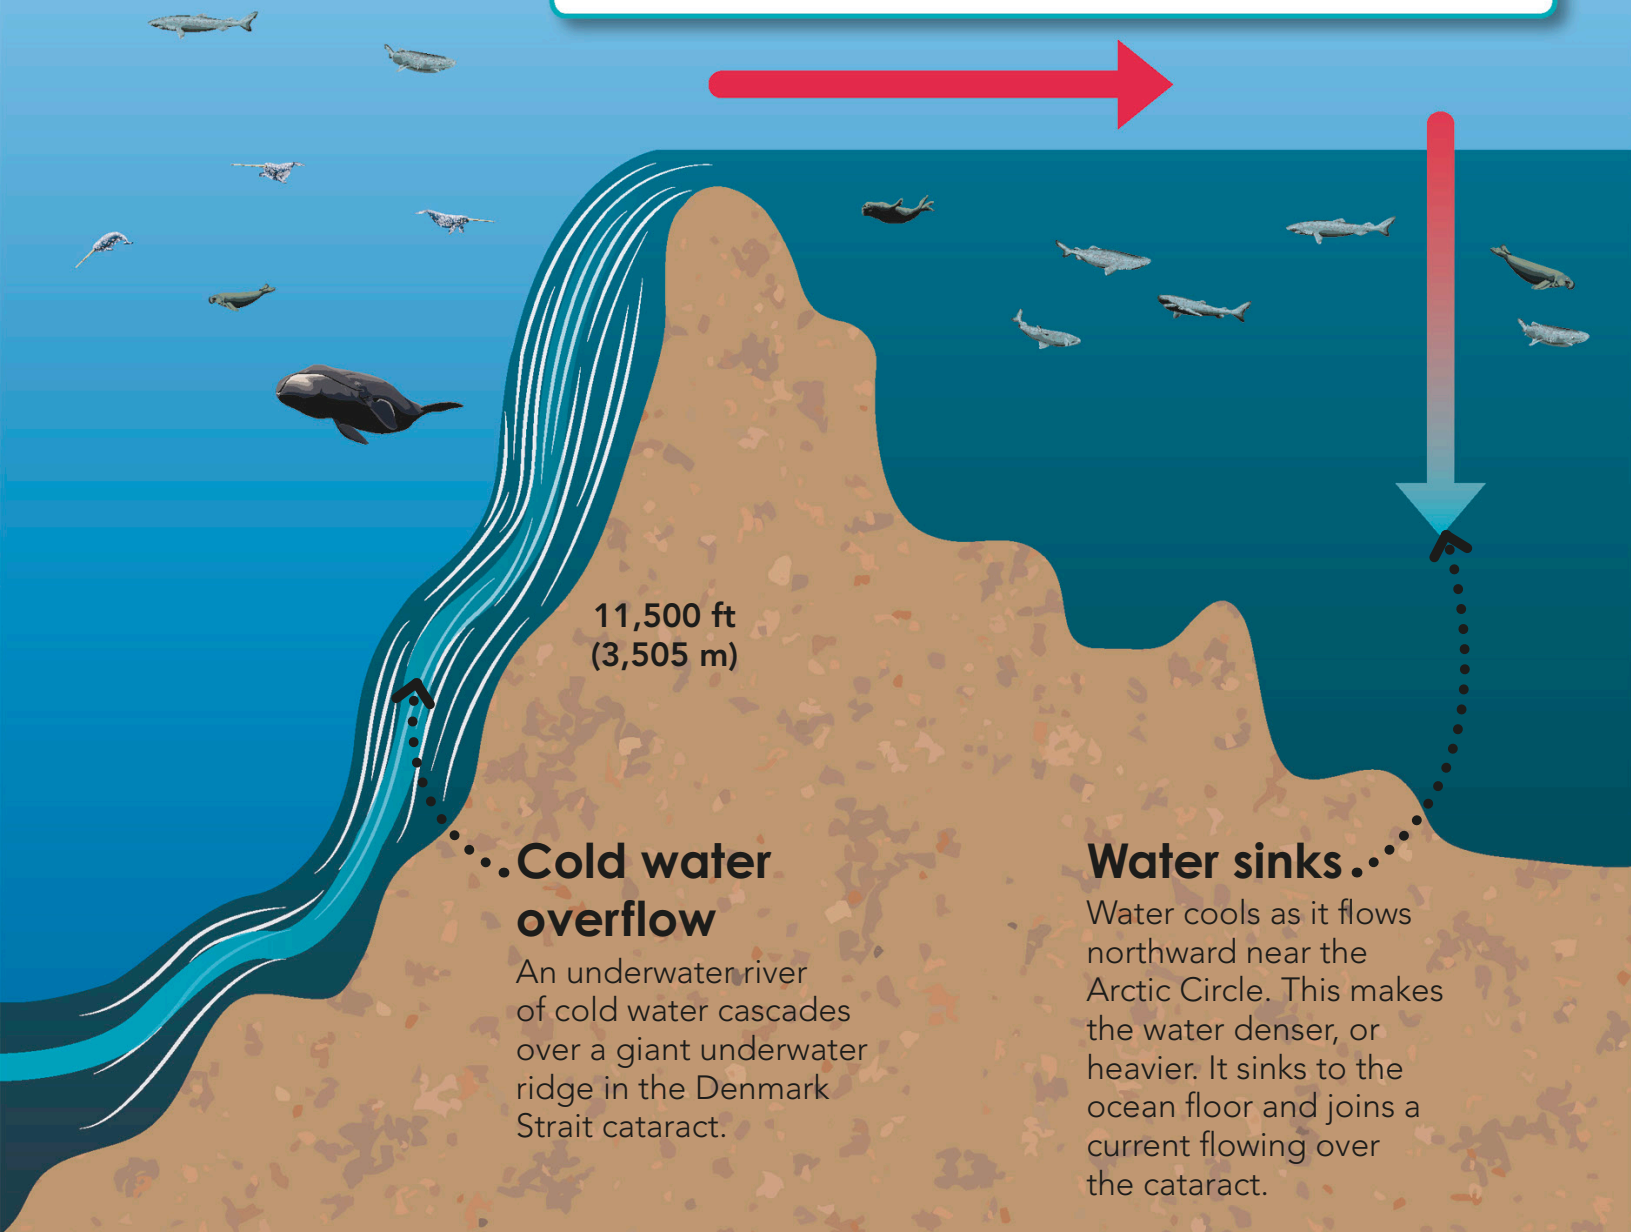 11,500 ft
(3,505 m)
Cold water
overflow
An underwater river
of cold water cascades
over a giant underwater
ridge in the Denmark
Strait cataract.
Water sinks
Water cools as it flows
northward near the
Arctic Circle. This makes
the water denser, or
heavier. It sinks to the
ocean floor and joins a
current flowing over
the cataract.